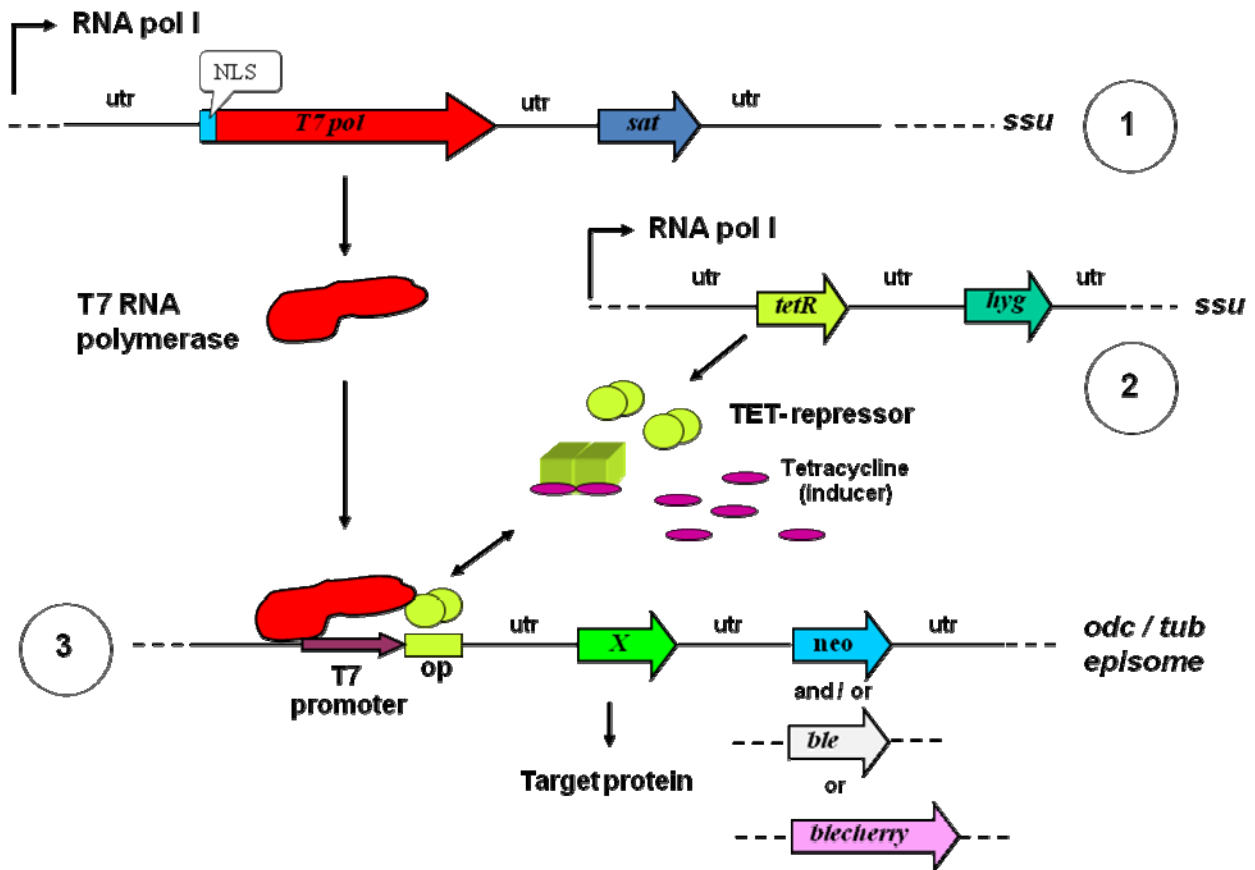 RNA pol I
NLS
utr
utr
utr
T7 pol
sat
ssu
1
RNA pol I
utr
utr
utr
tetR
hyg
ssu
2
T7 RNA
polymerase
TET-repressor
Tetracycline
(inducer)
3
utr
utr
utr
X
neo
odc / tub
episome
op
T7
promoter
and / or
ble
or
blecherry
Target protein